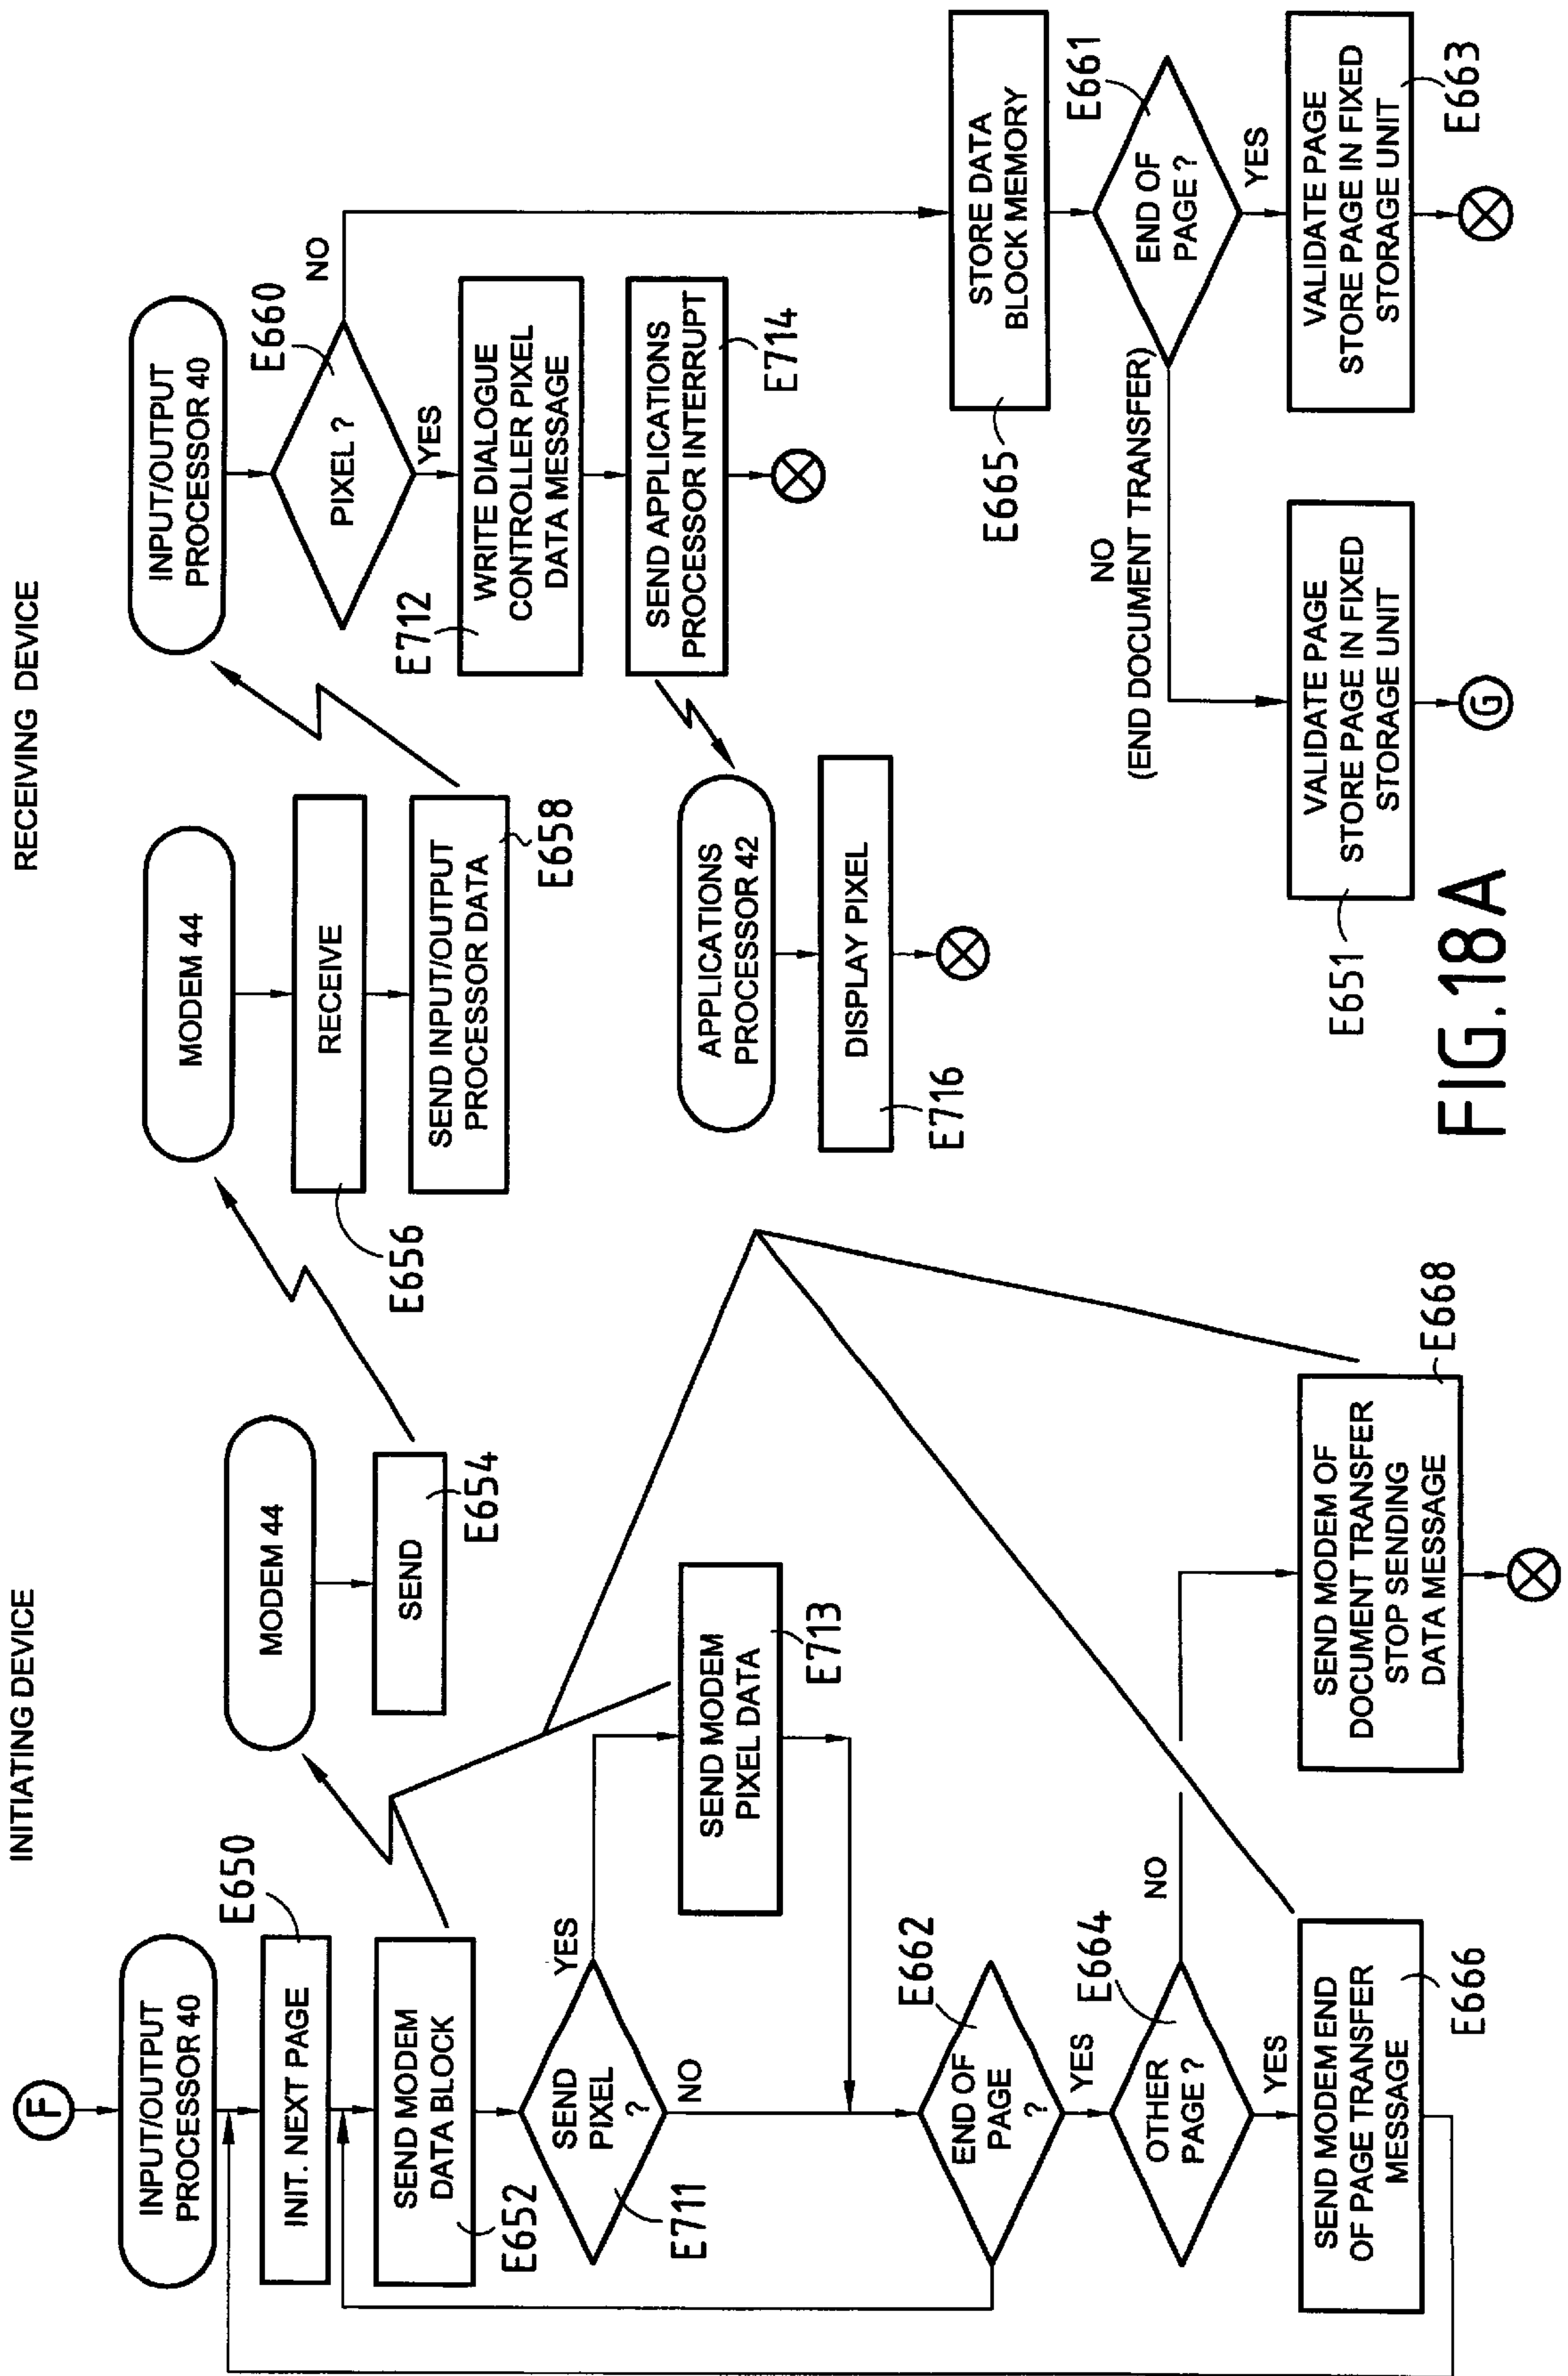 INITIATING DEVICE
RECEIVING DEVICE
F
INPUT/OUTPUT
PROCESSOR 40
E650
INIT. NEXT PAGE
SEND MODEM
DATA BLOCK
E652
SEND
PIXEL
?
YES
NO
E711
SEND MODEM
PIXEL DATA
E713
E662
END OF
PAGE
?
YES
E664
OTHER
PAGE ?
NO
YES
SEND MODEM END
OF PAGE TRANSFER
MESSAGE
E666
SEND MODEM OF
DOCUMENT TRANSFER
STOP SENDING
DATA MESSAGE
E668
MODEM 44
SEND
E654
MODEM 44
RECEIVE
E656
SEND INPUT/OUTPUT
PROCESSOR DATA
E658
INPUT/OUTPUT
PROCESSOR 40
E660
PIXEL ?
NO
YES
E712
WRITE DIALOGUE
CONTROLLER PIXEL
DATA MESSAGE
SEND APPLICATIONS
PROCESSOR INTERRUPT
E714
APPLICATIONS
PROCESSOR 42
DISPLAY PIXEL
E716
STORE DATA
BLOCK MEMORY
E665
E661
END OF
PAGE ?
YES
NO
(END DOCUMENT TRANSFER)
VALIDATE PAGE
STORE PAGE IN FIXED
STORAGE UNIT
E663
VALIDATE PAGE
STORE PAGE IN FIXED
STORAGE UNIT
E651
G
FIG.18A